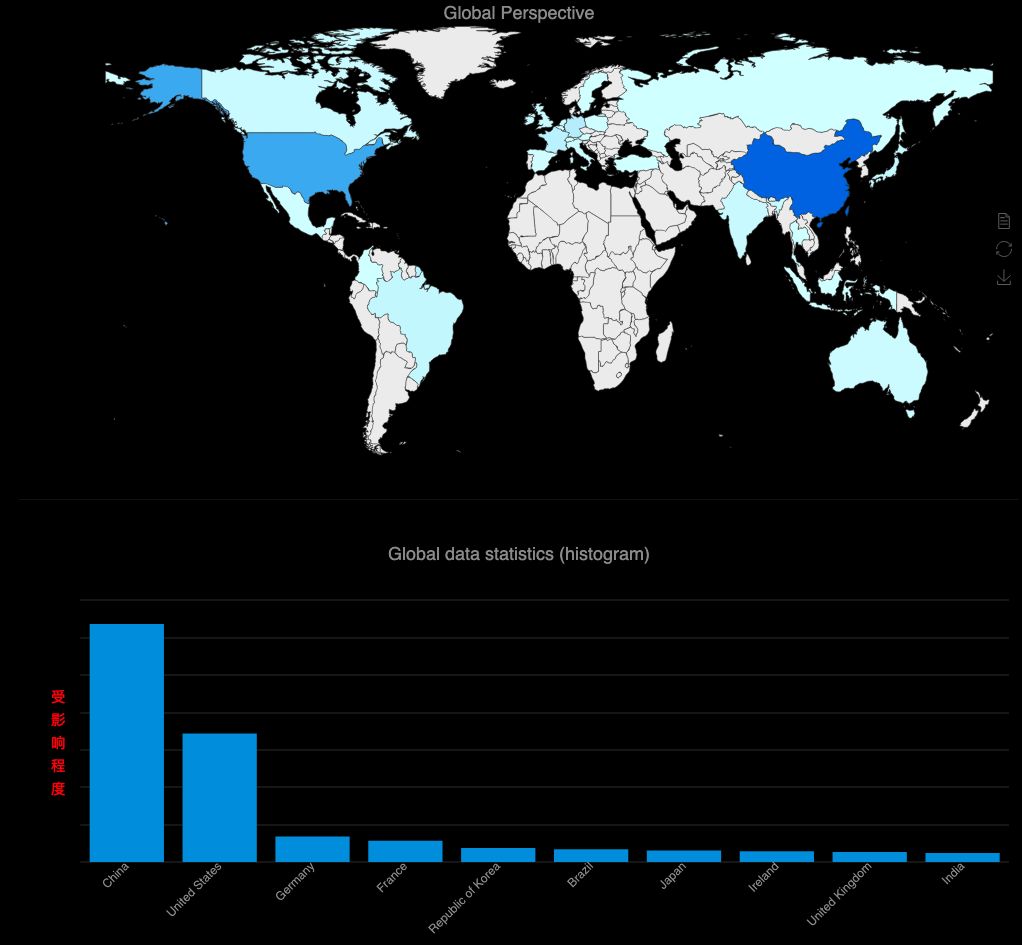 Global Perspective
Global data statistics (histogram)
受
影
响
程
度
China
United States
Germany
France
Republic of Korea
Brazil
Japan
Ireland
United Kingdom
India